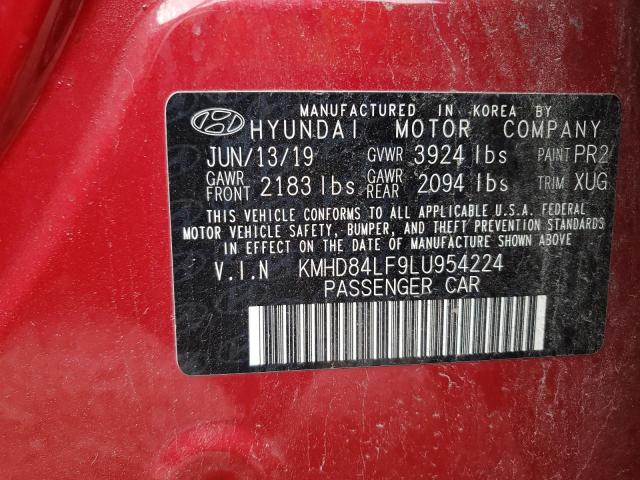 MANUFACTURED IN KOREA BY
HYUNDAI MOTOR COMPANY
JUN/13/19 GVWR 3924 lbs PAINT PR2
GAWR FRONT 2183 lbs GAWR REAR 2094 lbs TRIM XUG
THIS VEHICLE CONFORMS TO ALL APPLICABLE U.S.A. FEDERAL
MOTOR VEHICLE SAFETY, BUMPER, AND THEFT PREVENTION STANDARDS
IN EFFECT ON THE DATE OF MANUFACTURE SHOWN ABOVE.
V.I.N KMHD84LF9LU954224
PASSENGER CAR